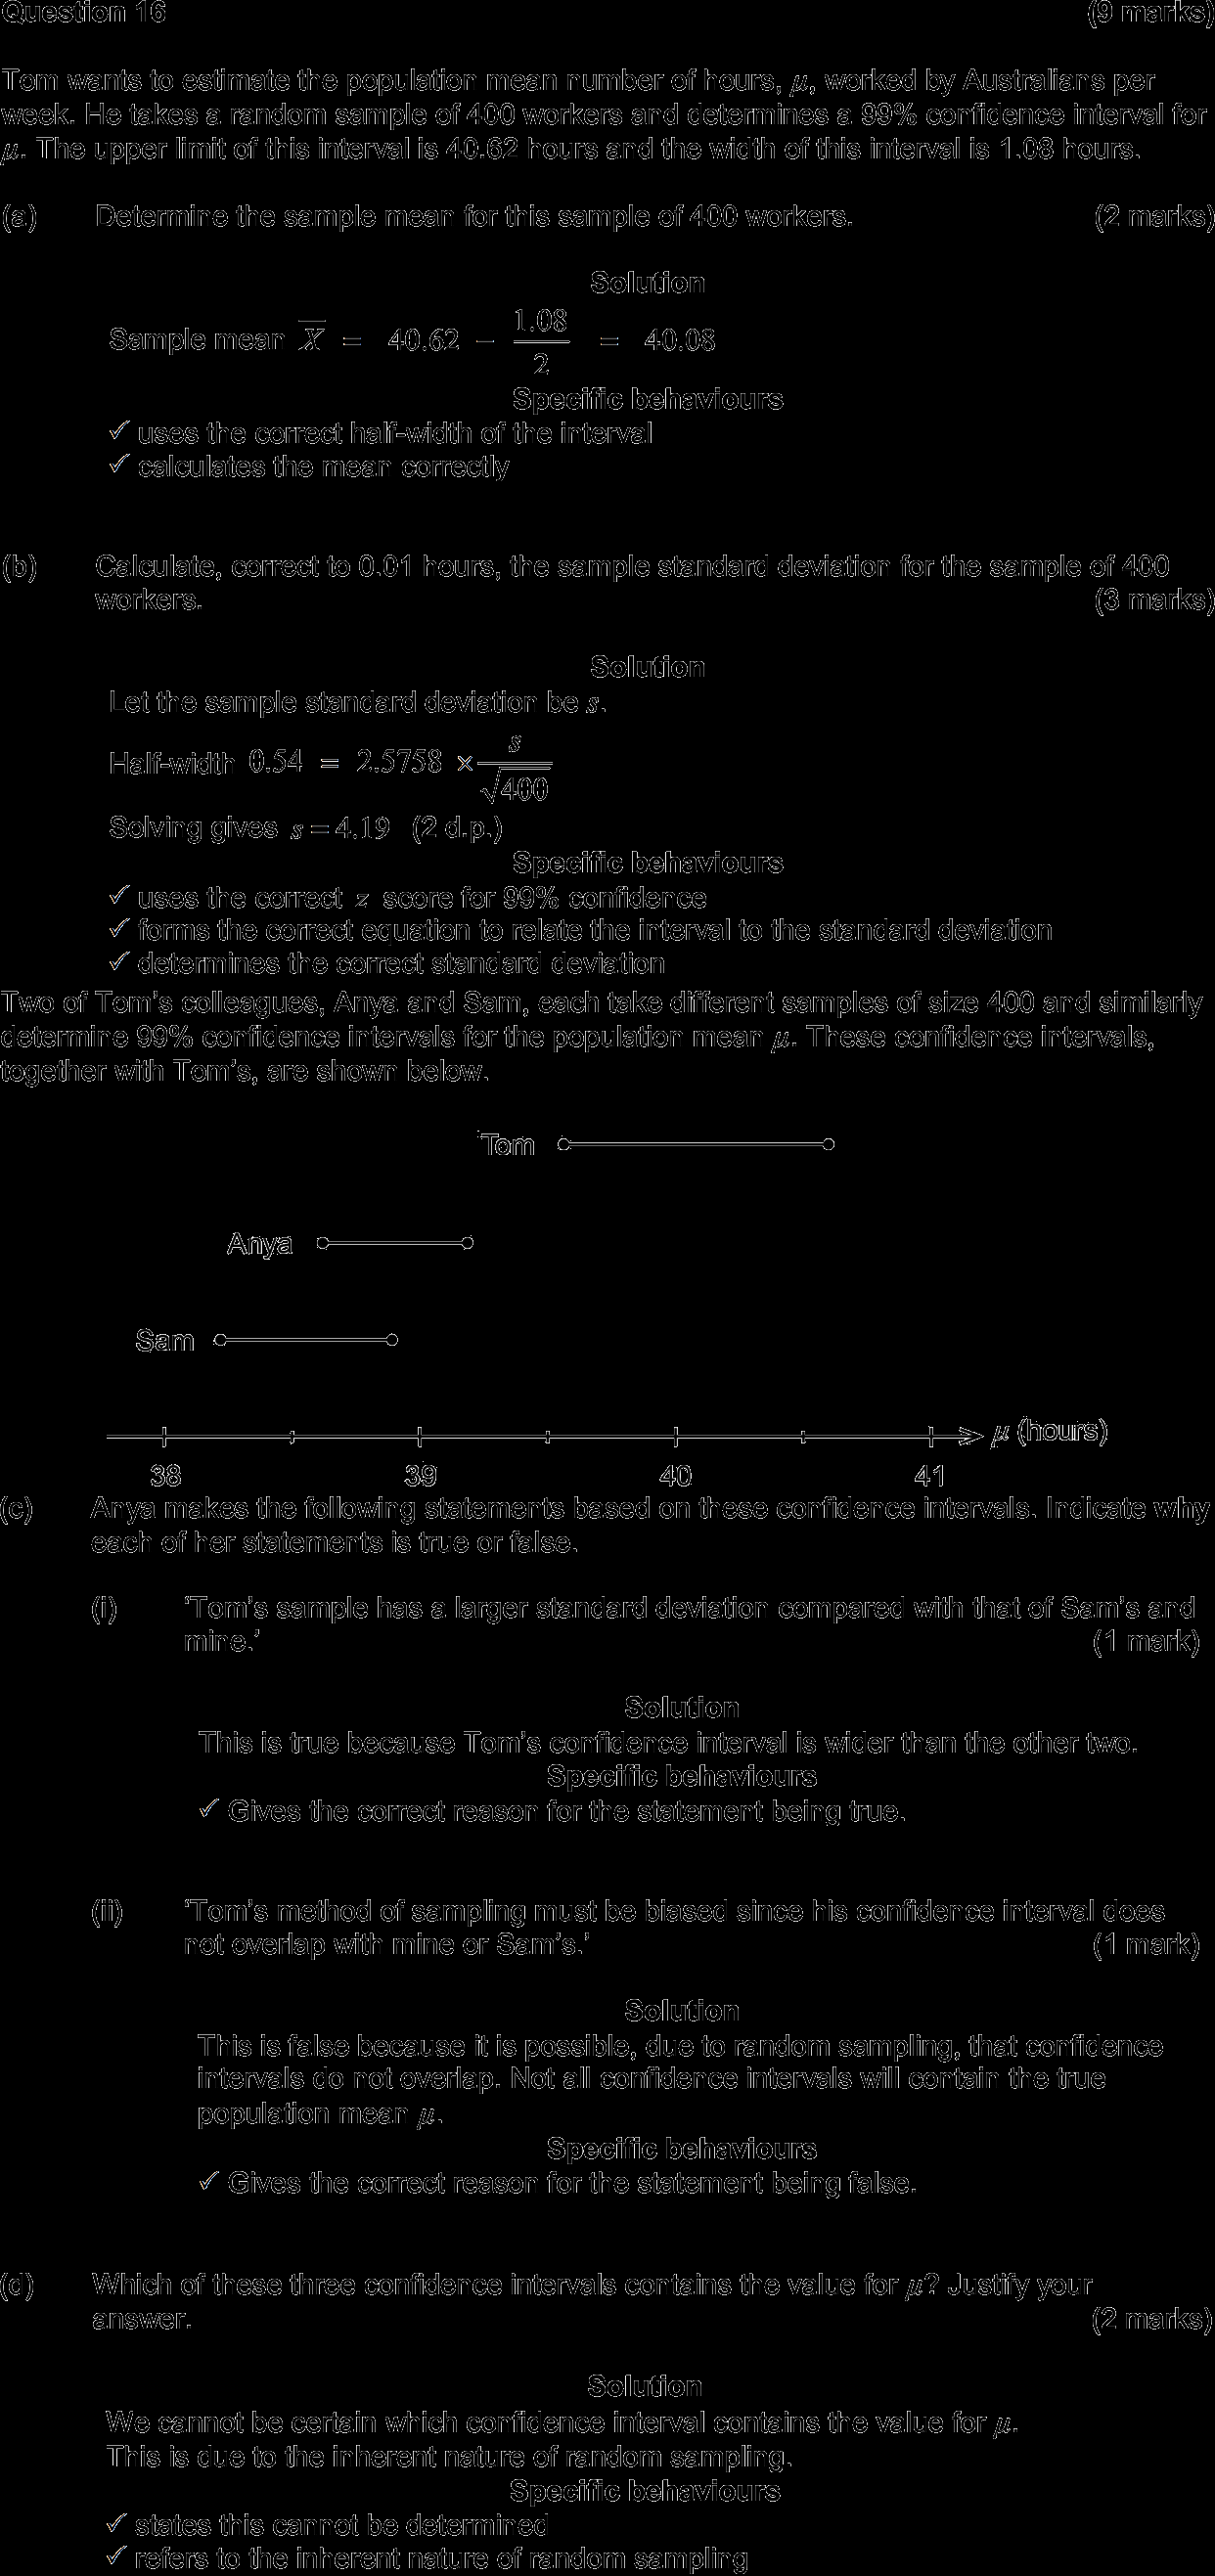 Question 16 (9 marks)
Tom wants to estimate the population mean number of hours, μ, worked by Australians per
week. He takes a random sample of 400 workers and determines a 99% confidence interval for
μ. The upper limit of this interval is 40.62 hours and the width of this interval is 1.08 hours.
(a) Determine the sample mean for this sample of 400 workers. (2 marks)
Solution
Sample mean X̅ = 40.62 − 1.08/2 = 40.08
Specific behaviours
✓ uses the correct half-width of the interval
✓ calculates the mean correctly
(b) Calculate, correct to 0.01 hours, the sample standard deviation for the sample of 400
workers. (3 marks)
Solution
Let the sample standard deviation be s.
Half-width 0.54 = 2.5758 × s/√400
Solving gives s = 4.19 (2 d.p.)
Specific behaviours
✓ uses the correct z score for 99% confidence
✓ forms the correct equation to relate the interval to the standard deviation
✓ determines the correct standard deviation
Two of Tom's colleagues, Anya and Sam, each take different samples of size 400 and similarly
determine 99% confidence intervals for the population mean μ. These confidence intervals,
together with Tom's, are shown below.
Tom
Anya
Sam
μ (hours)
38 39 40 41
(c) Anya makes the following statements based on these confidence intervals. Indicate why
each of her statements is true or false.
(i) 'Tom's sample has a larger standard deviation compared with that of Sam's and
mine.' (1 mark)
Solution
This is true because Tom's confidence interval is wider than the other two.
Specific behaviours
✓ Gives the correct reason for the statement being true.
(ii) 'Tom's method of sampling must be biased since his confidence interval does
not overlap with mine or Sam's.' (1 mark)
Solution
This is false because it is possible, due to random sampling, that confidence
intervals do not overlap. Not all confidence intervals will contain the true
population mean μ.
Specific behaviours
✓ Gives the correct reason for the statement being false.
(d) Which of these three confidence intervals contains the value for μ? Justify your
answer. (2 marks)
Solution
We cannot be certain which confidence interval contains the value for μ.
This is due to the inherent nature of random sampling.
Specific behaviours
✓ states this cannot be determined
✓ refers to the inherent nature of random sampling